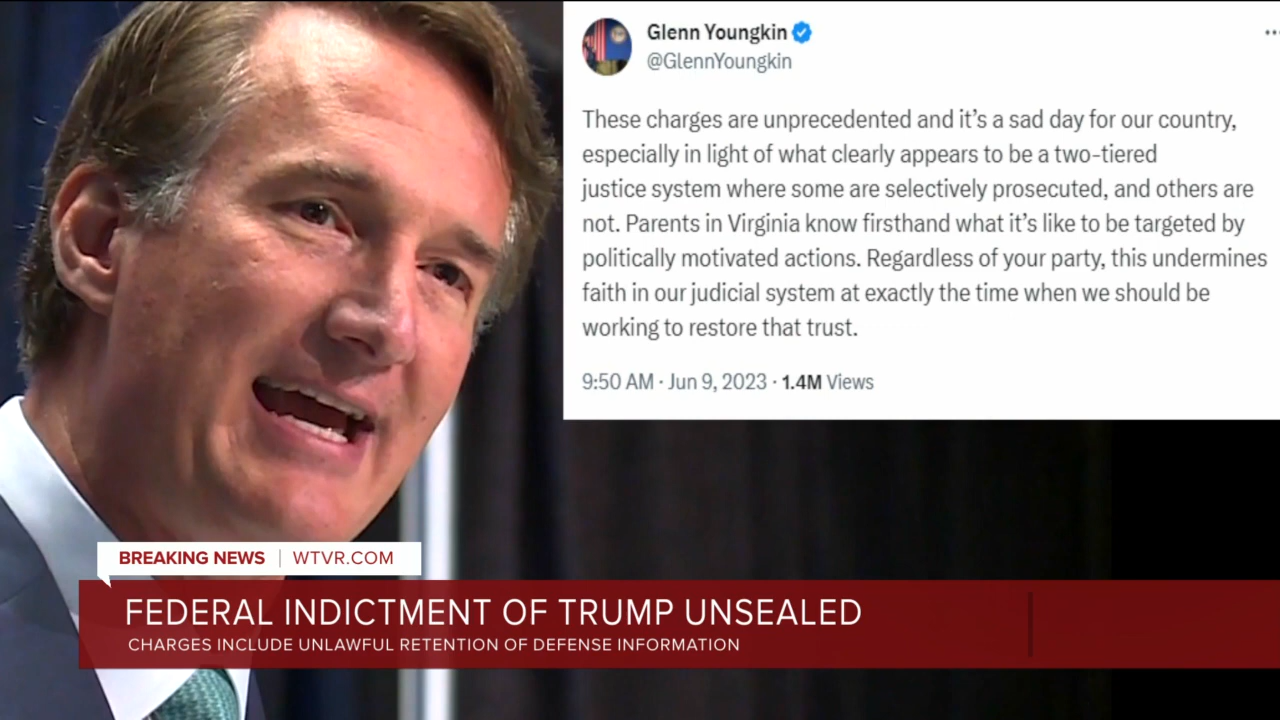 Glenn Youngkin
@GlennYoungkin
These charges are unprecedented and it’s a sad day for our country,
especially in light of what clearly appears to be a two-tiered
justice system where some are selectively prosecuted, and others are
not. Parents in Virginia know firsthand what it’s like to be targeted by
politically motivated actions. Regardless of your party, this undermines
faith in our judicial system at exactly the time when we should be
working to restore that trust.
9:50 AM · Jun 9, 2023 · 1.4M Views
BREAKING NEWS | WTVR.COM
FEDERAL INDICTMENT OF TRUMP UNSEALED
CHARGES INCLUDE UNLAWFUL RETENTION OF DEFENSE INFORMATION